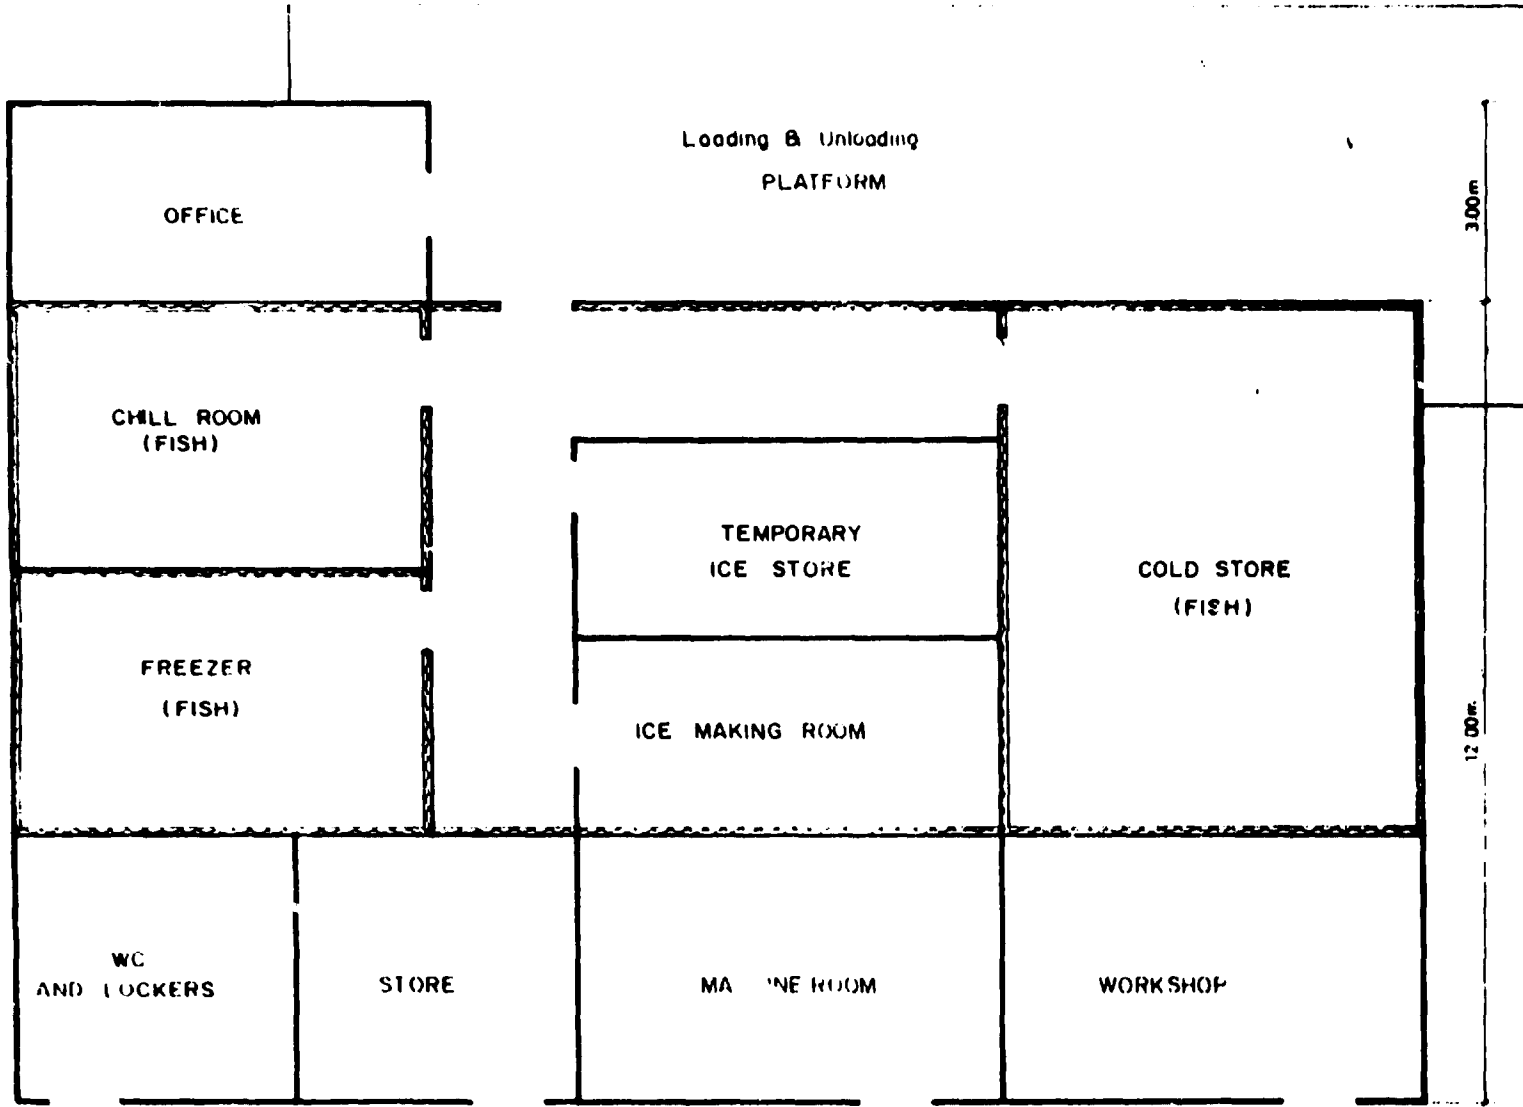 Loading & Unloading
PLATFORM
3.00m
OFFICE
CHILL ROOM
(FISH)
TEMPORARY
ICE STORE
COLD STORE
(FISH)
FREEZER
(FISH)
ICE MAKING ROOM
12.00m.
WC
AND LOCKERS
STORE
ROOM
WORKSHOP